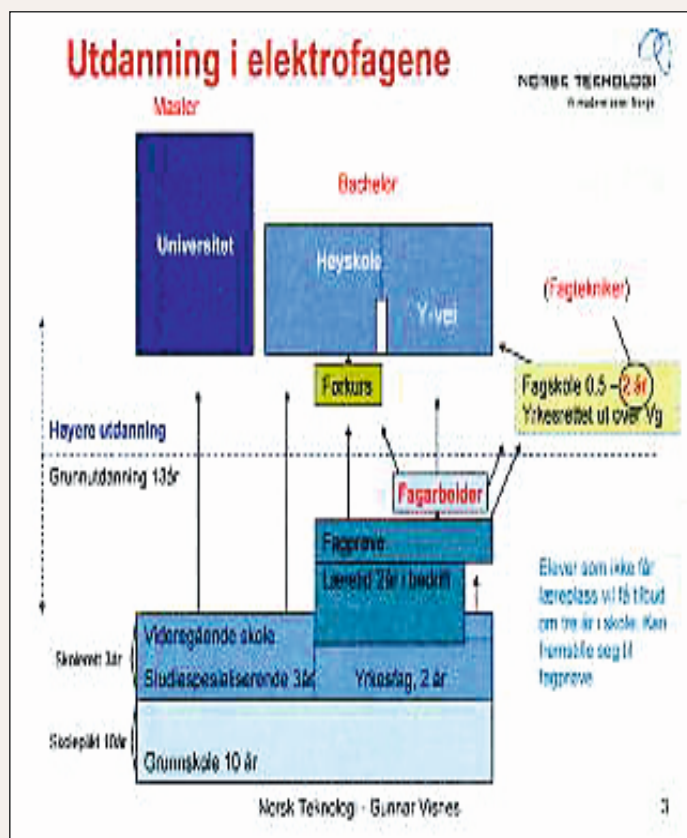 Utdanning i elektrofagene
NORSK TEKNOLOGI
Master
Bachelor
Universitet
Høyskole
Y-vei
(Fagtekniker)
Forkurs
Fagskole 0.5 – 2 år
Yrkesrettet ut over Vg
Høyere utdanning
Grunnutdanning 13år
Fagarbeider
Fagprøve
Læretid 2år i bedrift
Elever som ikke får
læreplass vil få tilbud
om tre år i skole. Kan
fremstille seg til
fagprøve
Videregående skole
Skolerett 3år
Studiespesialiserende 3år
Yrkesfag, 2 år
Skoleplikt 10år
Grunnskole 10 år
Norsk Teknologi - Gunnar Visnes
3